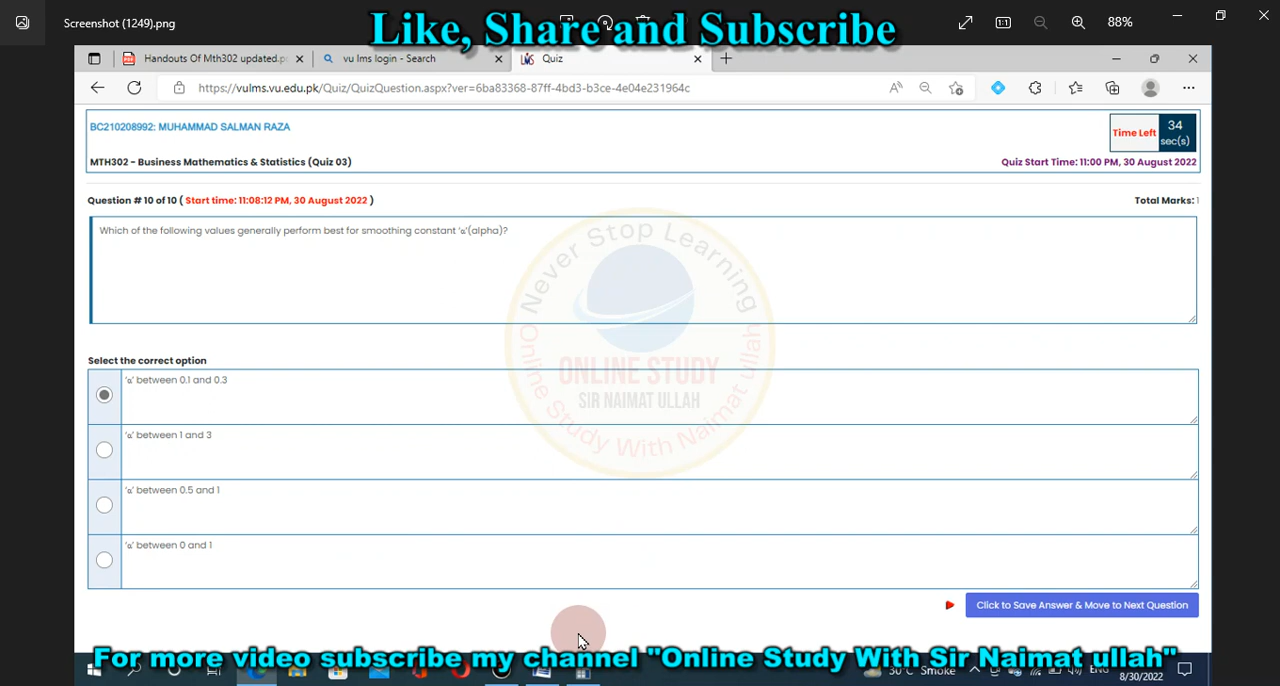 Screenshot (1249).png
Like, Share and Subscribe
88%
Handouts Of Mth302 updated.p
vu lms login - Search
Quiz
https://vulms.vu.edu.pk/Quiz/QuizQuestion.aspx?ver=6ba83368-87ff-4bd3-b3ce-4e04e231964c
BC210208992: MUHAMMAD SALMAN RAZA
Time Left
34
sec(s)
MTH302 - Business Mathematics & Statistics (Quiz 03)
Quiz Start Time: 11:00 PM, 30 August 2022
Question # 10 of 10 ( Start time: 11:08:12 PM, 30 August 2022 )
Total Marks: 1
Which of the following values generally perform best for smoothing constant 'α'(alpha)?
Never Stop Learning
ONLINE STUDY
SIR NAIMAT ULLAH
Online Study With Naimat ullah
Select the correct option
'α' between 0.1 and 0.3
'α' between 1 and 3
'α' between 0.5 and 1
'α' between 0 and 1
Click to Save Answer & Move to Next Question
For more video subscribe my channel "Online Study With Sir Naimat ullah"
30°C Smoke
ENG
8/30/2022